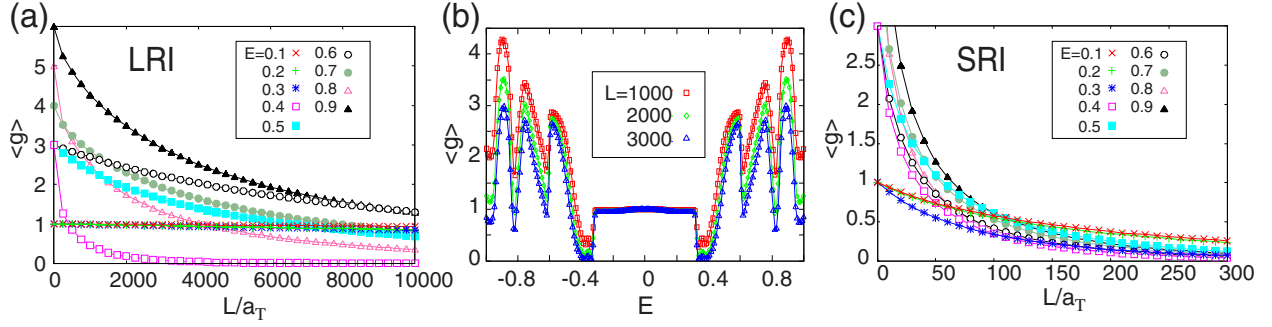 (a)
LRI
E=0.1 0.6
0.2 0.7
0.3 0.8
0.4 0.9
0.5
<g>
5
4
3
2
1
0
0 2000 4000 6000 8000 10000
L/a_T
(b)
L=1000
2000
3000
<g>
4
3
2
1
0
-0.8 -0.4 0 0.4 0.8
E
(c)
SRI
E=0.1 0.6
0.2 0.7
0.3 0.8
0.4 0.9
0.5
<g>
2.5
2
1.5
1
0.5
0
0 50 100 150 200 250 300
L/a_T